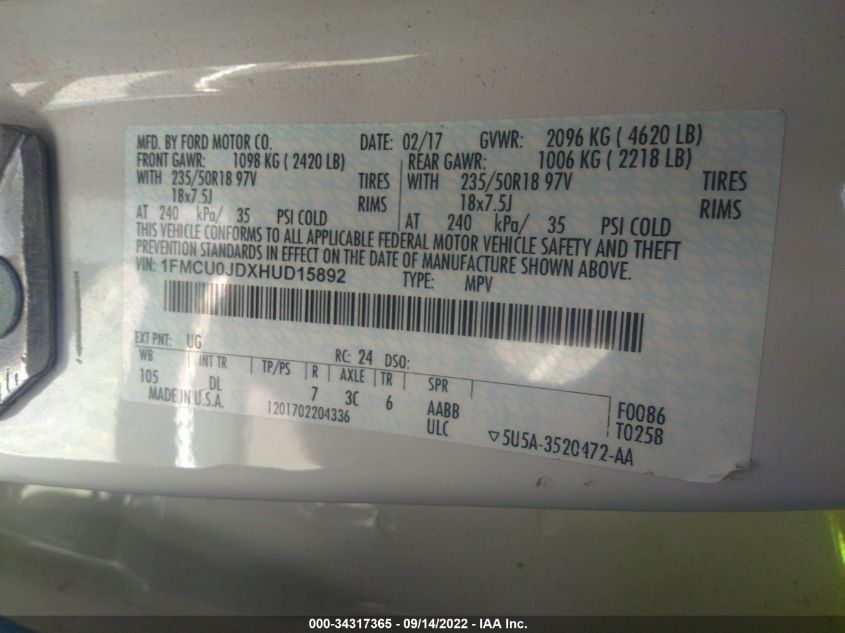 MFD. BY FORD MOTOR CO. DATE: 02/17 GVWR: 2096 KG ( 4620 LB)
FRONT GAWR: 1098 KG ( 2420 LB) REAR GAWR: 1006 KG ( 2218 LB)
WITH 235/50R18 97V TIRES WITH 235/50R18 97V TIRES
18x7.5J RIMS 18x7.5J RIMS
AT 240 kPa/ 35 PSI COLD AT 240 kPa/ 35 PSI COLD
THIS VEHICLE CONFORMS TO ALL APPLICABLE FEDERAL MOTOR VEHICLE SAFETY AND THEFT
PREVENTION STANDARDS IN EFFECT ON THE DATE OF MANUFACTURE SHOWN ABOVE.
VIN: 1FMCU0JDXHUD15892 TYPE: MPV
EXT PNT: UG RC: 24 DSO:
WB INT TR TP/PS R AXLE TR SPR
105 DL 7 3C 6 AABB F0086
MADE IN U.S.A. 1201702204336 ULC T0258
▽5U5A-3520472-AA
000-34317365 - 09/14/2022 - IAA Inc.